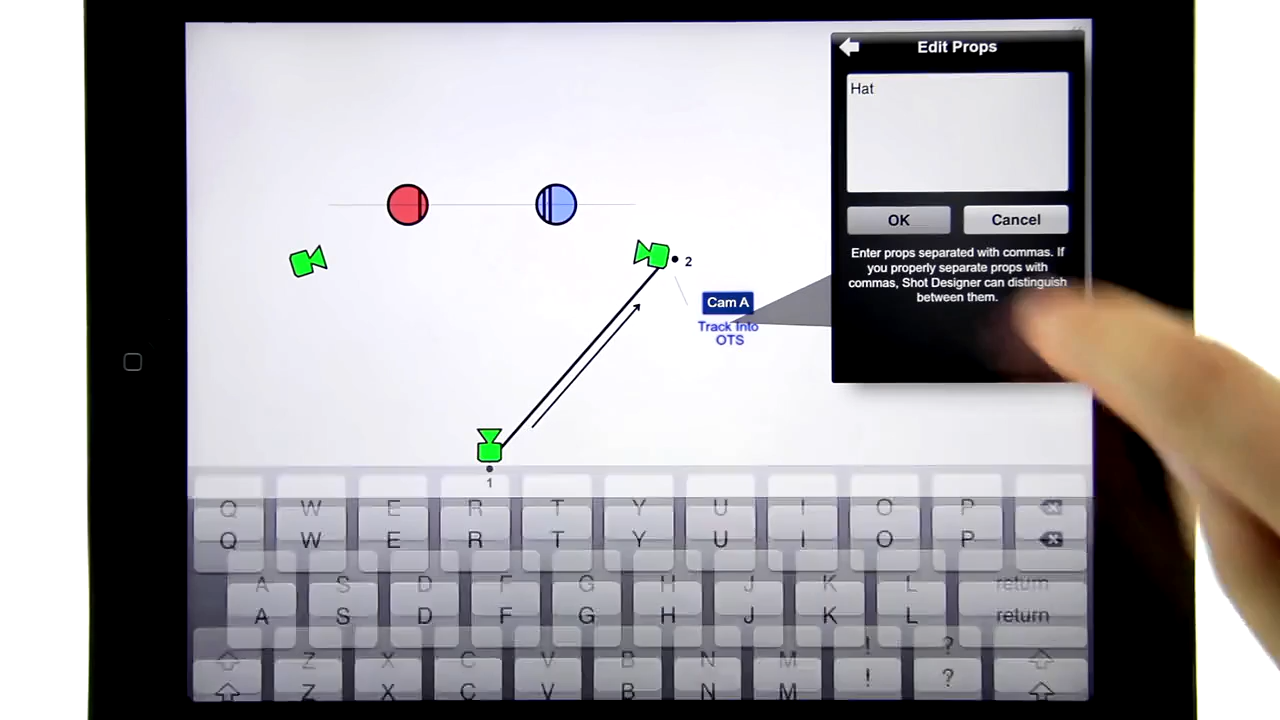 Edit Props
Hat
OK Cancel
Enter props separated with commas. If
you properly separate props with
commas, Shot Designer can distinguish
between them.
2
Cam A
Track Into
OTS
1
Q W E R T Y U I O P
Q W E R T Y U I O P
A S D F G H J K L return
A S D F G H J K L return
Z X C V B N M ! ?
Z X C V B N M ! ?